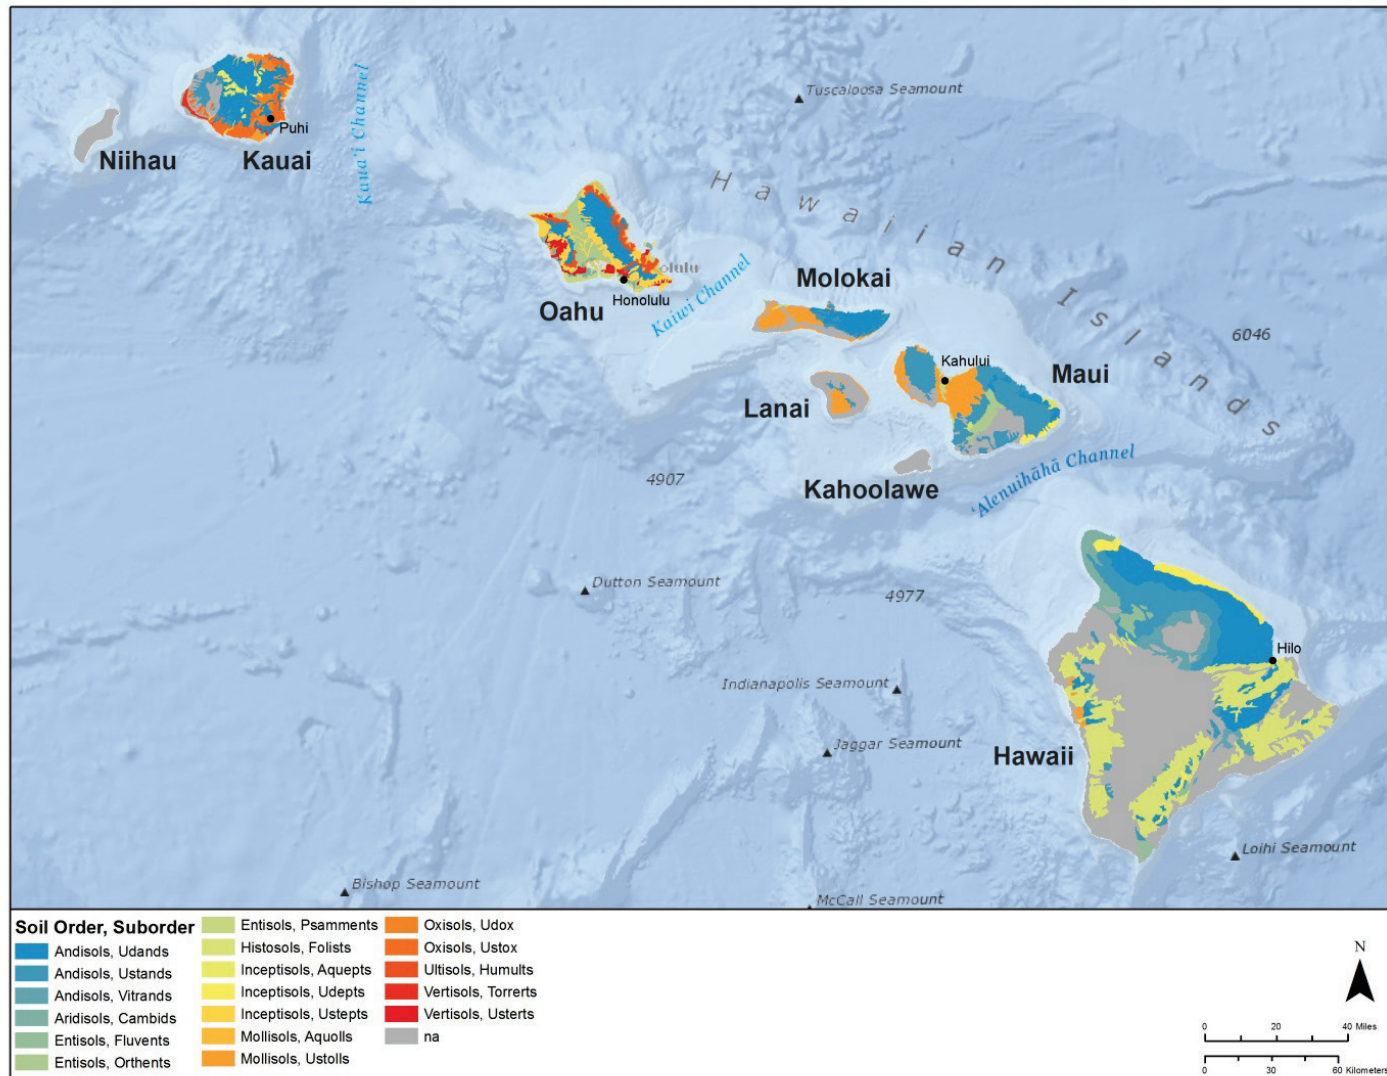 Tuscaloosa Seamount
Kaua'i Channel
Puhi
Niihau
Kauai
Hawaiian Islands
Oahu
Honolulu
Kaiwi Channel
Molokai
6046
Kahului
Maui
Lanai
4907
Kahoolawe
'Alenuihāhā Channel
Dutton Seamount
4977
Hilo
Indianapolis Seamount
Jaggar Seamount
Hawaii
Loihi Seamount
Bishop Seamount
McCall Seamount
Soil Order, Suborder
Andisols, Udands
Andisols, Ustands
Andisols, Vitrands
Aridisols, Cambids
Entisols, Fluvents
Entisols, Orthents
Entisols, Psamments
Histosols, Folists
Inceptisols, Aquepts
Inceptisols, Udepts
Inceptisols, Ustepts
Mollisols, Aquolls
Mollisols, Ustolls
Oxisols, Udox
Oxisols, Ustox
Ultisols, Humults
Vertisols, Torrerts
Vertisols, Usterts
na
N
0 20 40 Miles
0 30 60 Kilometers